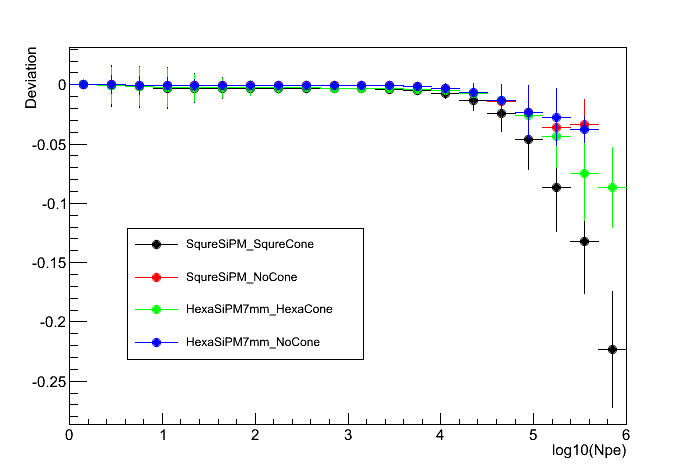 Deviation
0
-0.05
-0.1
-0.15
-0.2
-0.25
SqureSiPM_SqureCone
SqureSiPM_NoCone
HexaSiPM7mm_HexaCone
HexaSiPM7mm_NoCone
0 1 2 3 4 5 6
log10(Npe)